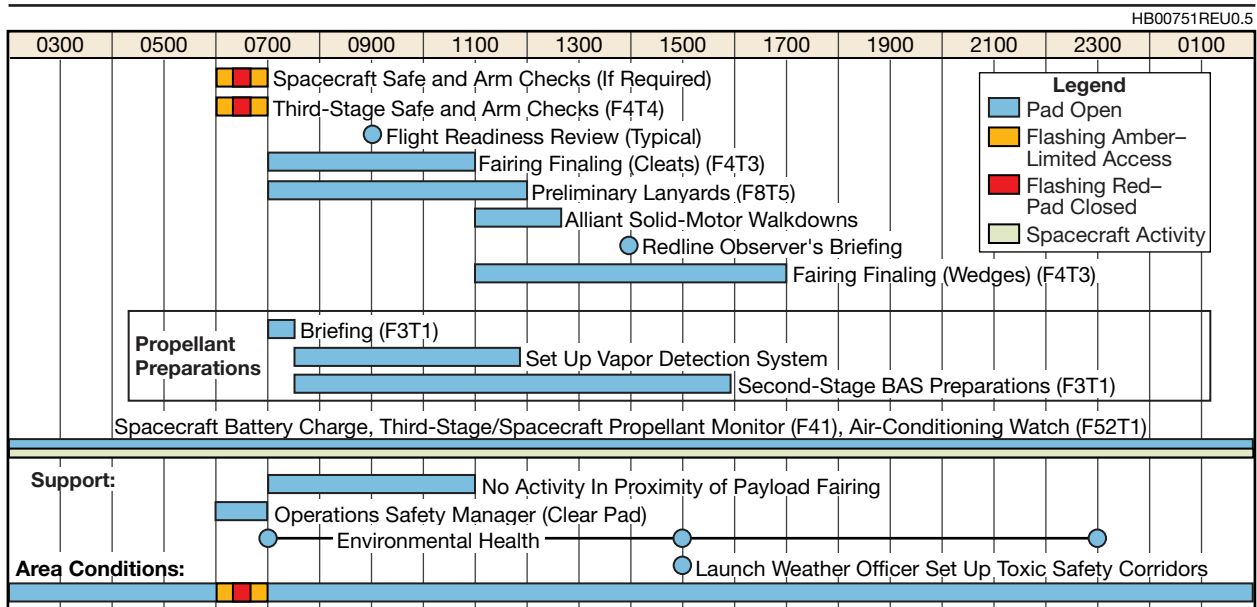 HB00751REU0.5
0300 0500 0700 0900 1100 1300 1500 1700 1900 2100 2300 0100
Spacecraft Safe and Arm Checks (If Required)
Third-Stage Safe and Arm Checks (F4T4)
Flight Readiness Review (Typical)
Fairing Finaling (Cleats) (F4T3)
Preliminary Lanyards (F8T5)
Alliant Solid-Motor Walkdowns
Redline Observer's Briefing
Fairing Finaling (Wedges) (F4T3)
Legend
Pad Open
Flashing Amber–
Limited Access
Flashing Red–
Pad Closed
Spacecraft Activity
Propellant
Preparations
Briefing (F3T1)
Set Up Vapor Detection System
Second-Stage BAS Preparations (F3T1)
Spacecraft Battery Charge, Third-Stage/Spacecraft Propellant Monitor (F41), Air-Conditioning Watch (F52T1)
Support:
No Activity In Proximity of Payload Fairing
Operations Safety Manager (Clear Pad)
Environmental Health
Launch Weather Officer Set Up Toxic Safety Corridors
Area Conditions: